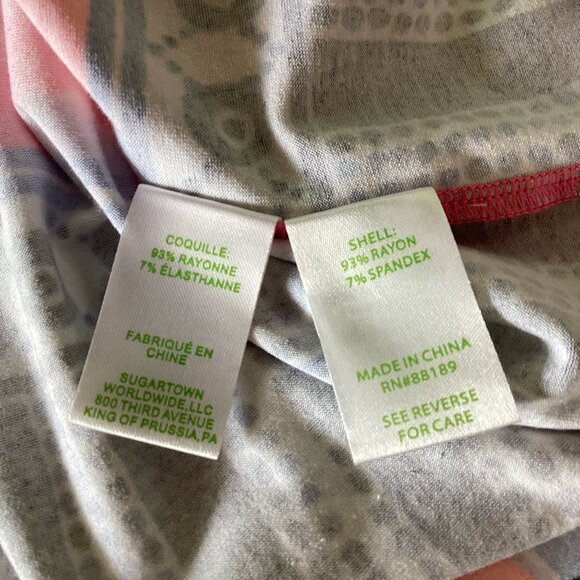 COQUILLE:
93% RAYONNE
7% ÉLASTHANNE
FABRIQUÉ EN
CHINE
SUGARTOWN
WORLDWIDE, LLC
800 THIRD AVENUE
KING OF PRUSSIA, PA
SHELL:
93% RAYON
7% SPANDEX
MADE IN CHINA
RN#88189
SEE REVERSE
FOR CARE